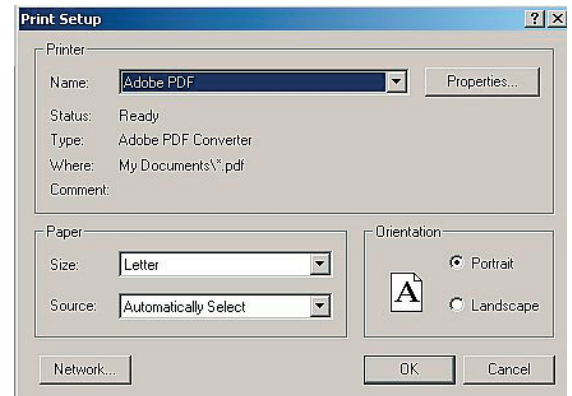 Print Setup
Printer
Name: Adobe PDF Properties...
Status: Ready
Type: Adobe PDF Converter
Where: My Documents\*.pdf
Comment:
Paper
Size: Letter
Source: Automatically Select
Orientation
A
Portrait
Landscape
Network... OK Cancel